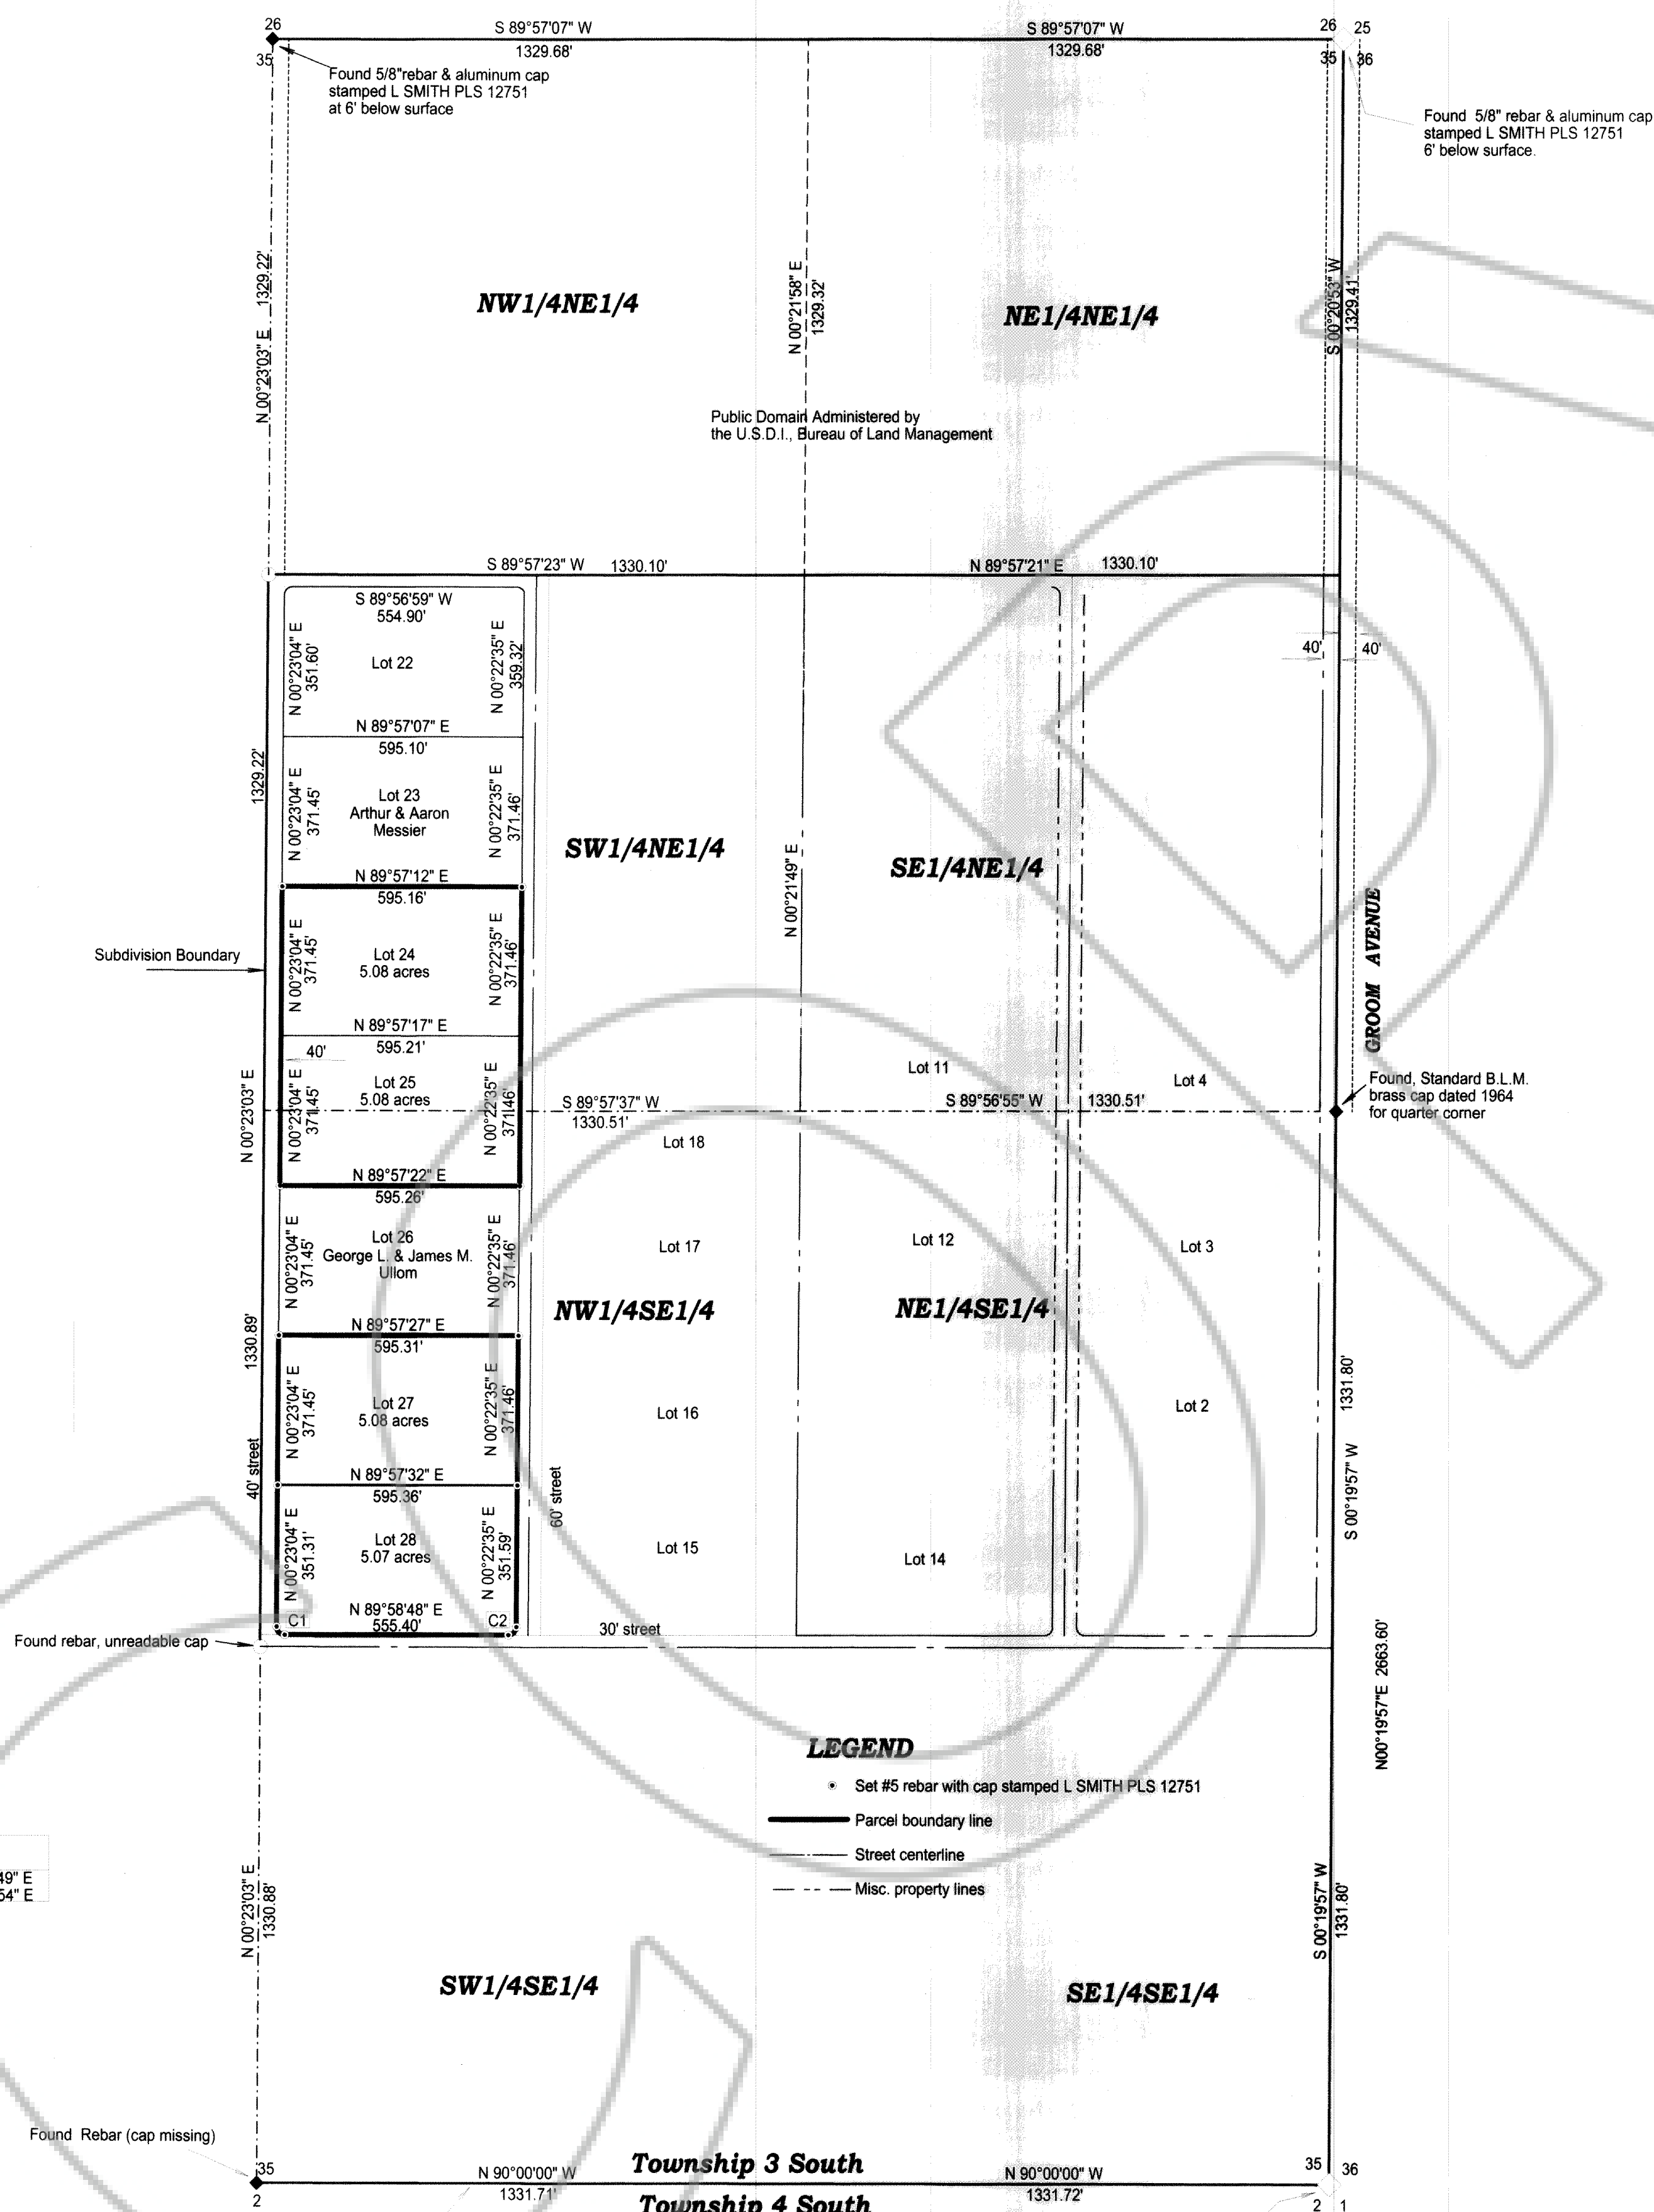 26
S 89°57'07" W
1329.68'
S 89°57'07" W
1329.68'
26
25
35
35
36
Found 5/8"rebar & aluminum cap
stamped L SMITH PLS 12751
at 6' below surface
Found 5/8" rebar & aluminum cap
stamped L SMITH PLS 12751
6' below surface.
N 00°23'03" E 1329.22'
NW1/4NE1/4
N 00°21'58" E
1329.32'
NE1/4NE1/4
S 00°20'53" W
1329.41'
Public Domain Administered by
the U.S.D.I., Bureau of Land Management
S 89°57'23" W 1330.10'
N 89°57'21" E 1330.10'
S 89°56'59" W
554.90'
N 00°23'04" E
351.60'
Lot 22
N 00°22'35" E
359.32'
40'
40'
N 89°57'07" E
595.10'
1329.22'
N 00°23'04" E
371.45'
Lot 23
Arthur & Aaron
Messier
N 00°22'35" E
371.46'
SW1/4NE1/4
N 00°21'49" E
SE1/4NE1/4
N 89°57'12" E
595.16'
GROOM AVENUE
Subdivision Boundary
N 00°23'04" E
371.45'
Lot 24
5.08 acres
N 00°22'35" E
371.46'
N 89°57'17" E
595.21'
40'
N 00°23'03" E
N 00°23'04" E
371.45'
Lot 25
5.08 acres
N 00°22'35" E
371.46'
Lot 11
Lot 4
Found, Standard B.L.M.
brass cap dated 1964
for quarter corner
S 89°57'37" W
1330.51'
S 89°56'55" W 1330.51'
Lot 18
N 89°57'22" E
595.26'
N 00°23'04" E
371.45'
Lot 26
George L. & James M.
Ullom
N 00°22'35" E
371.46'
Lot 17
Lot 12
Lot 3
NW1/4SE1/4
NE1/4SE1/4
1330.89'
N 89°57'27" E
595.31'
1331.80'
N 00°23'04" E
371.45'
Lot 27
5.08 acres
N 00°22'35" E
371.46'
Lot 16
Lot 2
40' street
N 89°57'32" E
595.36'
60' street
S 00°19'57" W
N 00°23'04" E
351.31'
Lot 28
5.07 acres
N 00°22'35" E
351.59'
Lot 15
Lot 14
C1
N 89°58'48" E
555.40'
C2
30' street
Found rebar, unreadable cap
N00°19'57"E 2663.60'
LEGEND
Set #5 rebar with cap stamped L SMITH PLS 12751
Parcel boundary line
Street centerline
Misc. property lines
49" E
54" E
N 00°23'03" E
1330.88'
S 00°19'57" W
1331.80'
SW1/4SE1/4
SE1/4SE1/4
Found Rebar (cap missing)
35
N 90°00'00" W
1331.71'
Township 3 South
N 90°00'00" W
1331.72'
35
36
2
Township 4 South
2
1